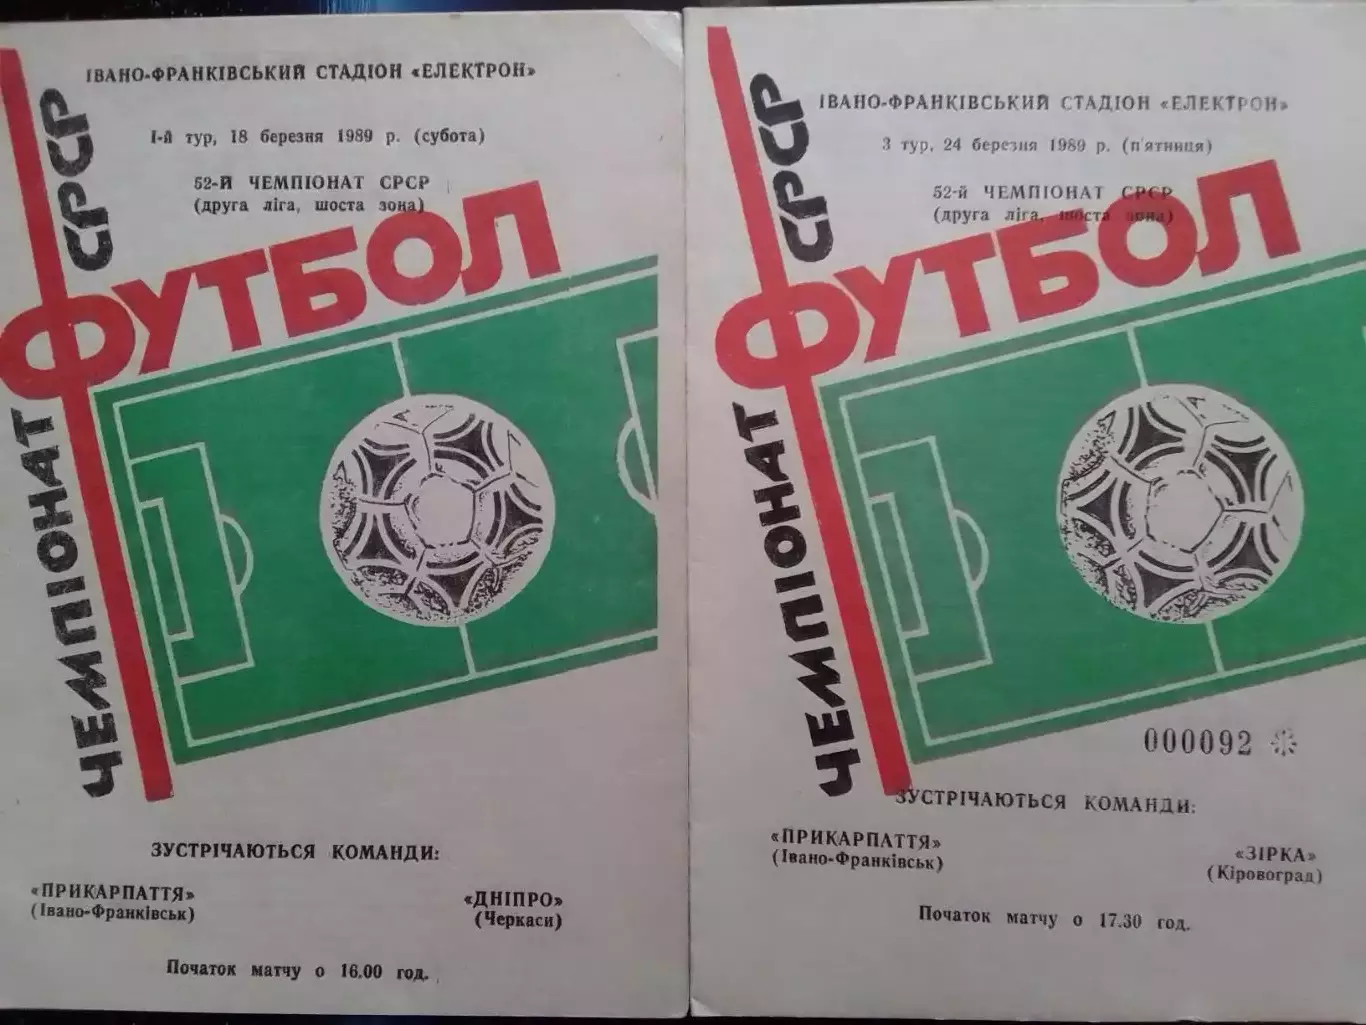 ІВАНО-ФРАНКІВСЬКИЙ СТАДІОН «ЕЛЕКТРОН»
І-й тур, 18 березня 1989 р. (субота)
52-Й ЧЕМПІОНАТ СРСР
(друга ліга, шоста зона)
ЧЕМПІОНАТ СРСР
ФУТБОЛ
ЗУСТРІЧАЮТЬСЯ КОМАНДИ:
«ПРИКАРПАТТЯ»
(Івано-Франківськ)
«ДНІПРО»
(Черкаси)
Початок матчу о 16.00 год.
ІВАНО-ФРАНКІВСЬКИЙ СТАДІОН «ЕЛЕКТРОН»
3 тур, 24 березня 1989 р. (п'ятниця)
52-й ЧЕМПІОНАТ СРСР
(друга ліга, шоста зона)
ЧЕМПІОНАТ СРСР
ФУТБОЛ
000092
ЗУСТРІЧАЮТЬСЯ КОМАНДИ:
«ПРИКАРПАТТЯ»
(Івано-Франківськ)
«ЗІРКА»
(Кіровоград)
Початок матчу о 17.30 год.